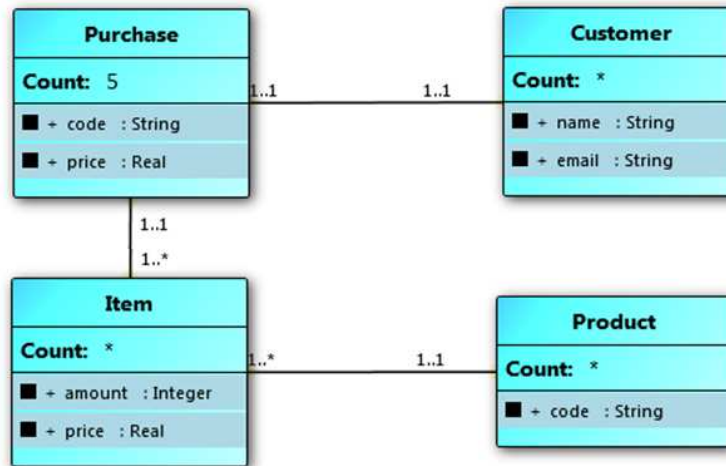 Purchase
Count: 5
+ code : String
+ price : Real
1..1
1..1
Customer
Count: *
+ name : String
+ email : String
1..1
1..*
Item
Count: *
+ amount : Integer
+ price : Real
1..*
1..1
Product
Count: *
+ code : String